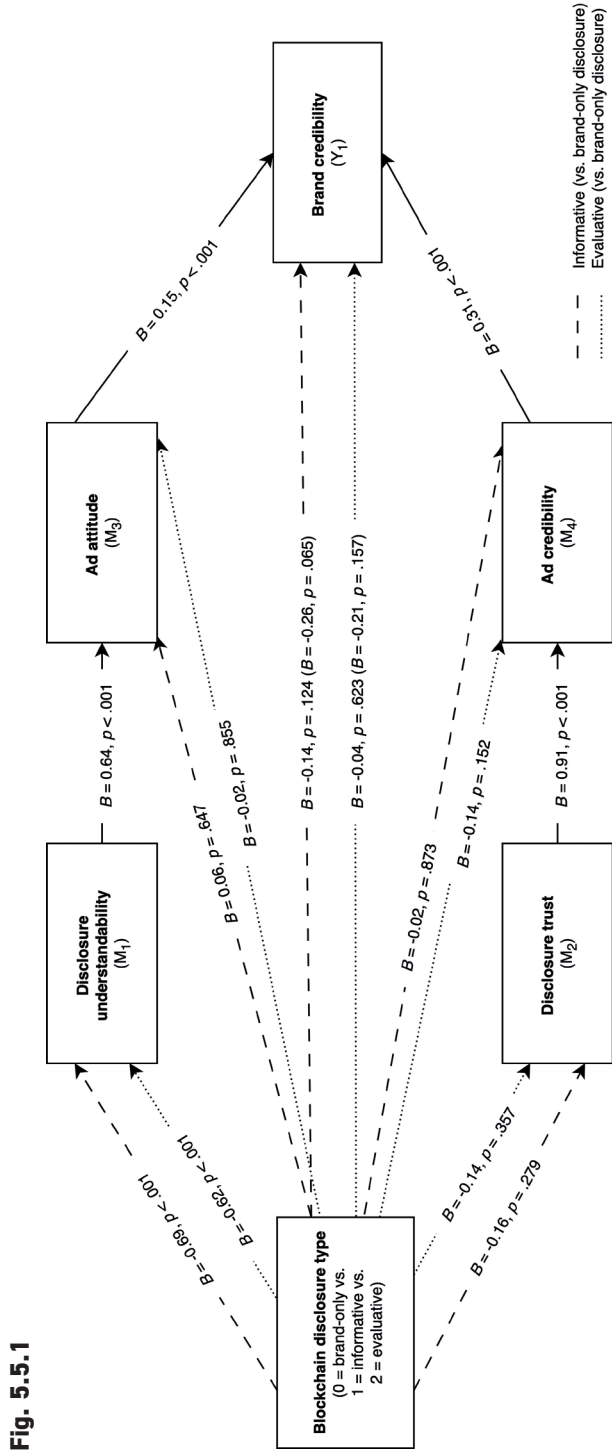 Fig. 5.5.1
Disclosure
understandability
(M1)
Ad attitude
(M3)
B = 0.64, p < .001
B = 0.15, p < .001
B = -0.69, p < .001
B = -0.62, p < .001
B = 0.06, p = .647
B = -0.02, p = .855
Blockchain disclosure type
(0 = brand-only vs.
1 = informative vs.
2 = evaluative)
B = -0.14, p = .124 (B = -0.26, p = .065)
B = -0.04, p = .623 (B = -0.21, p = .157)
Brand credibility
(Y1)
B = -0.02, p = .873
B = -0.14, p = .152
B = -0.14, p = .357
B = -0.16, p = .279
Disclosure trust
(M2)
B = 0.91, p < .001
Ad credibility
(M4)
B = 0.31, p < .001
Informative (vs. brand-only disclosure)
Evaluative (vs. brand-only disclosure)